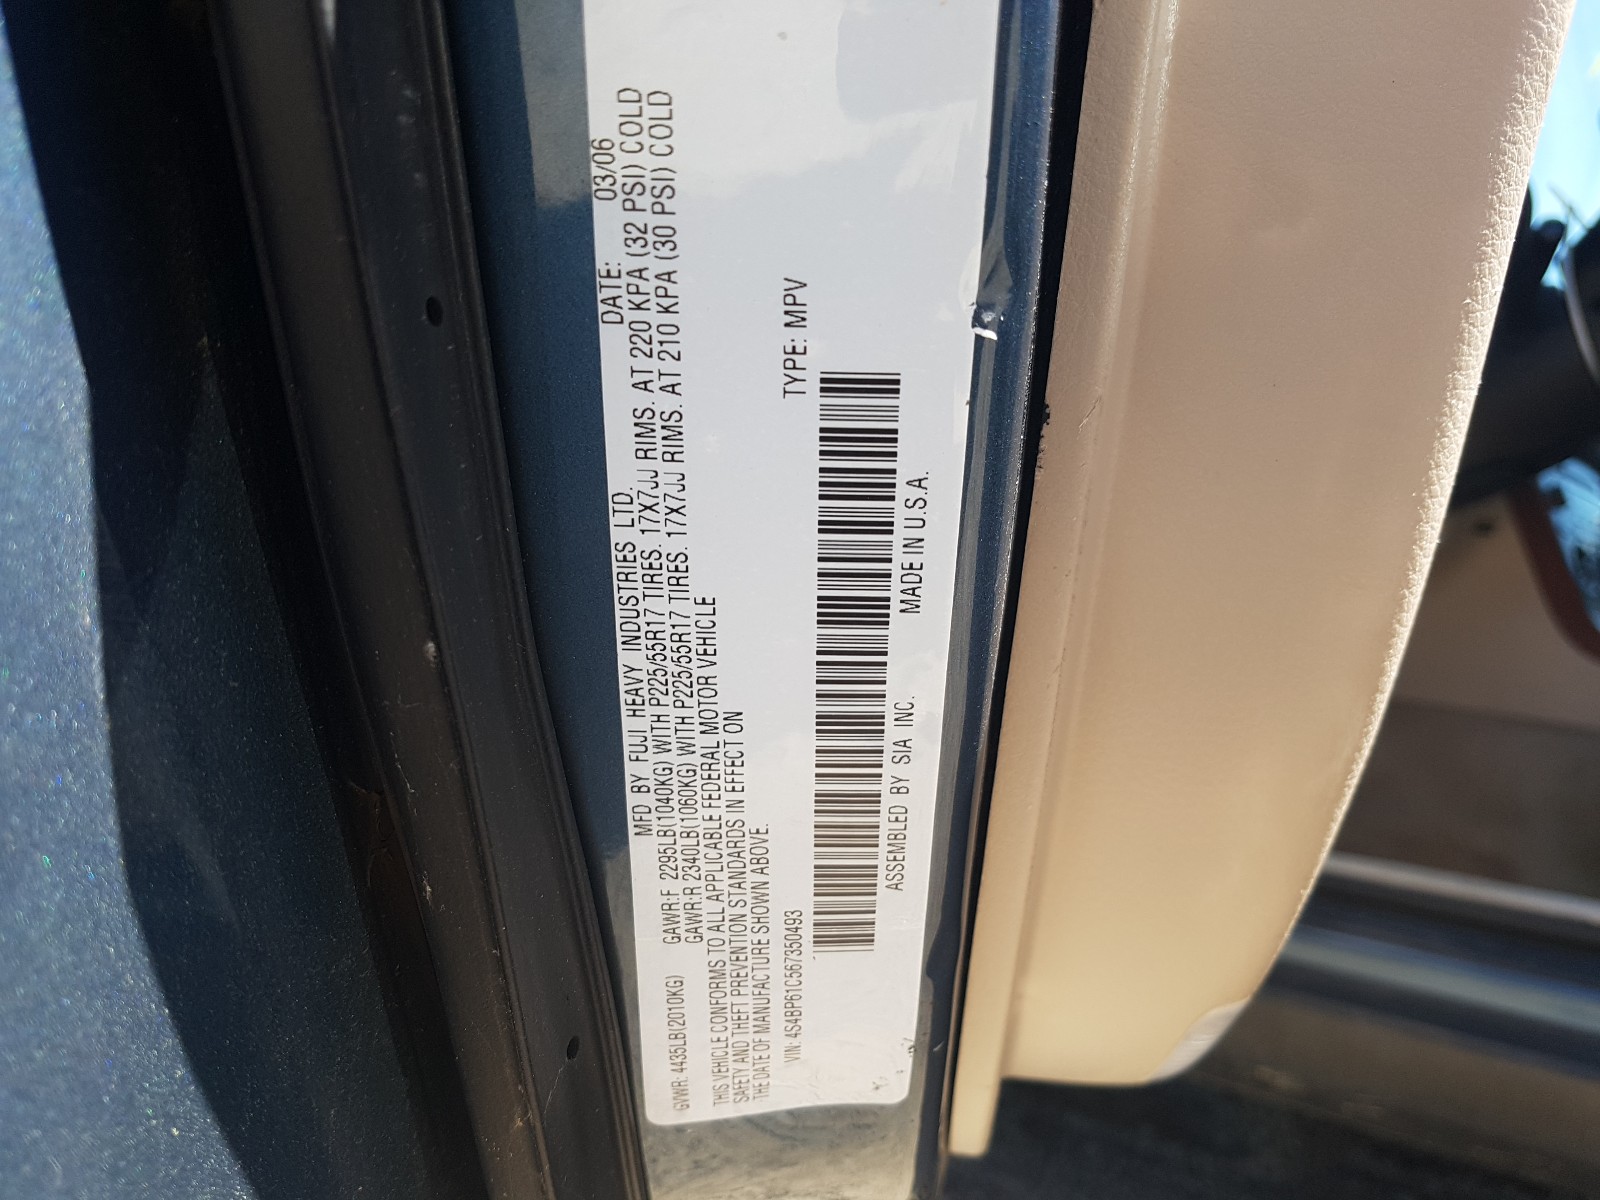 MFD BY FUJI HEAVY INDUSTRIES LTD. DATE: 03/06
GVWR: 4435LB(2010KG) GAWR:F 2295LB(1040KG) WITH P225/55R17 TIRES. 17X7JJ RIMS. AT 220 KPA (32 PSI) COLD
GAWR:R 2340LB(1060KG) WITH P225/55R17 TIRES. 17X7JJ RIMS. AT 210 KPA (30 PSI) COLD
THIS VEHICLE CONFORMS TO ALL APPLICABLE FEDERAL MOTOR VEHICLE
SAFETY AND THEFT PREVENTION STANDARDS IN EFFECT ON
THE DATE OF MANUFACTURE SHOWN ABOVE.
VIN: 4S4BP61C567350493 TYPE: MPV
ASSEMBLED BY SIA INC. MADE IN U.S.A.